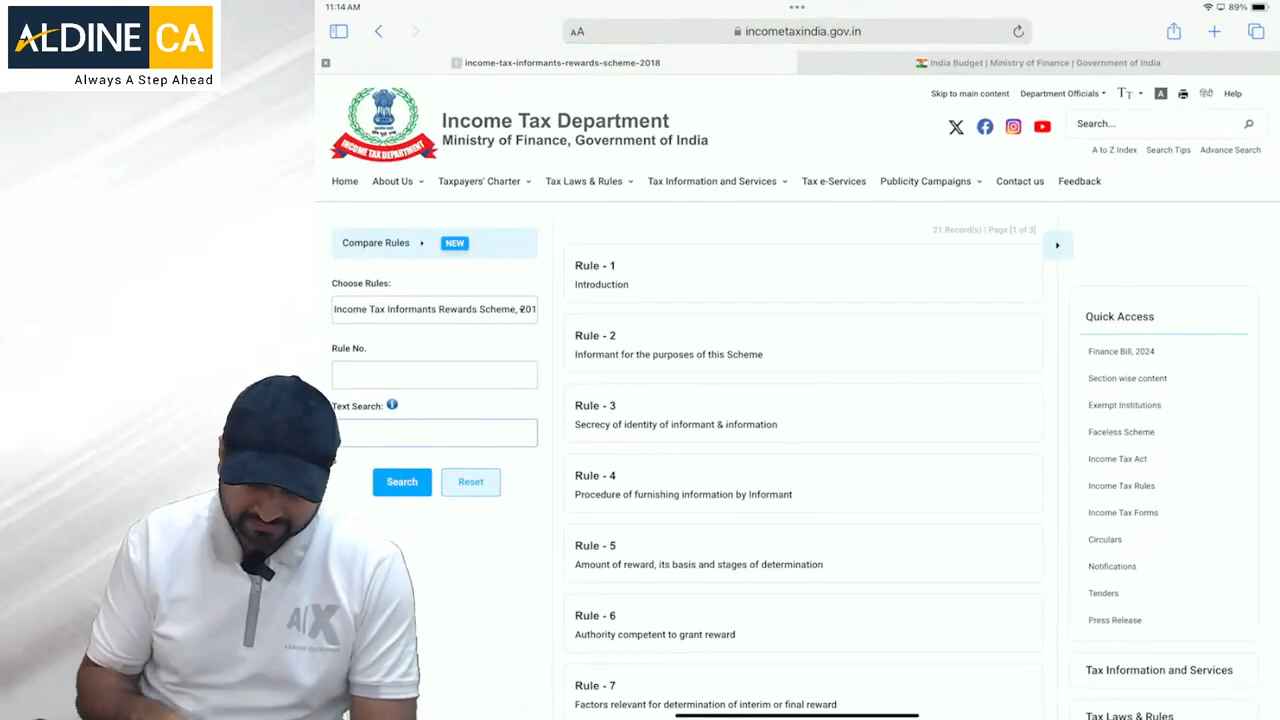 ALDINE CA
Always A Step Ahead
11:14 AM
89%
AA
incometaxindia.gov.in
income-tax-informants-rewards-scheme-2018
India Budget | Ministry of Finance | Government of India
Skip to main content
Department Officials
TT
A
हिंदी
Help
INCOME TAX DEPARTMENT
Income Tax Department
Ministry of Finance, Government of India
Search...
A to Z Index
Search Tips
Advance Search
Home
About Us
Taxpayers' Charter
Tax Laws & Rules
Tax Information and Services
Tax e-Services
Publicity Campaigns
Contact us
Feedback
Compare Rules
NEW
Choose Rules:
Income Tax Informants Rewards Scheme, 201
Rule No.
Text Search:
Search
Reset
21 Record(s) | Page [1 of 3]
Rule - 1
Introduction
Rule - 2
Informant for the purposes of this Scheme
Rule - 3
Secrecy of identity of informant & information
Rule - 4
Procedure of furnishing information by Informant
Rule - 5
Amount of reward, its basis and stages of determination
Rule - 6
Authority competent to grant reward
Rule - 7
Factors relevant for determination of interim or final reward
Quick Access
Finance Bill, 2024
Section wise content
Exempt Institutions
Faceless Scheme
Income Tax Act
Income Tax Rules
Income Tax Forms
Circulars
Notifications
Tenders
Press Release
Tax Information and Services
Tax Laws & Rules